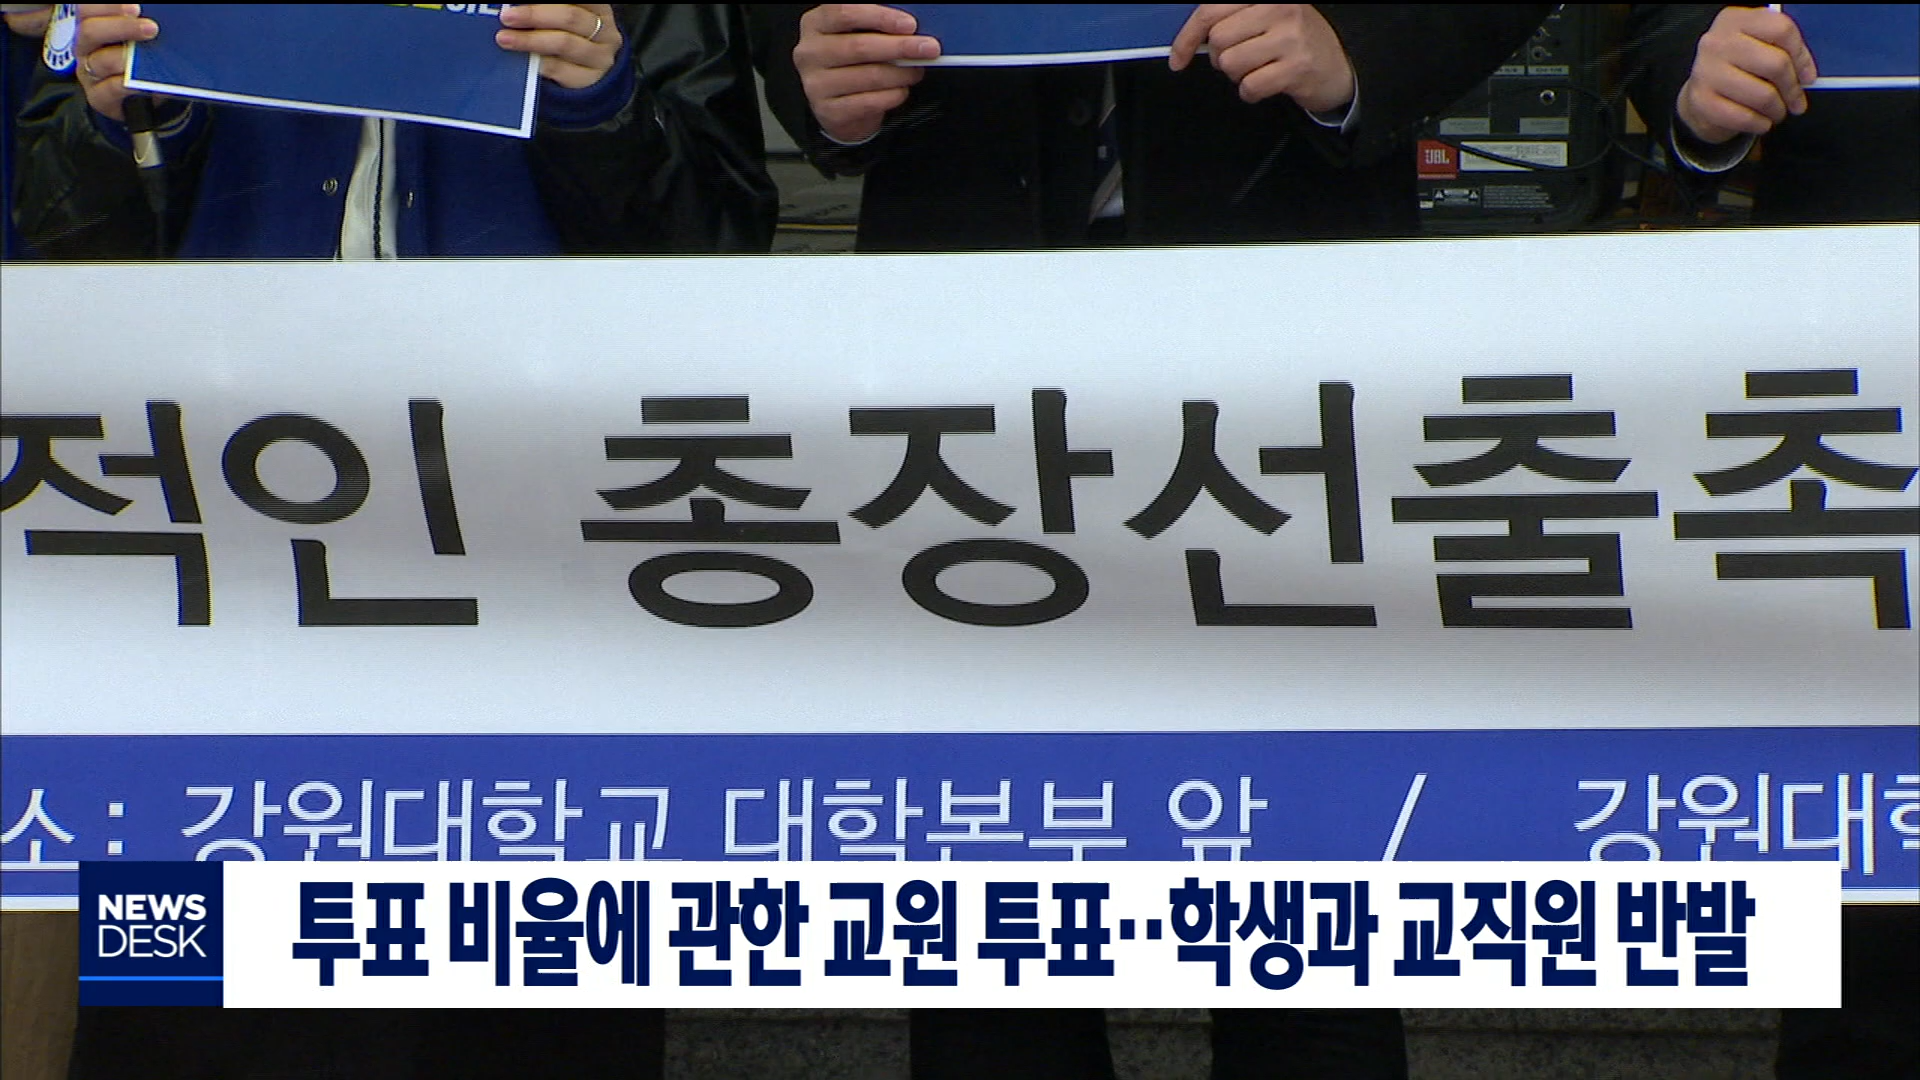 JBL
적인 총장선출촉
소 : 강원대학교 대학본부 앞 / 강원대학
NEWS
DESK
투표 비율에 관한 교원 투표··학생과 교직원 반발